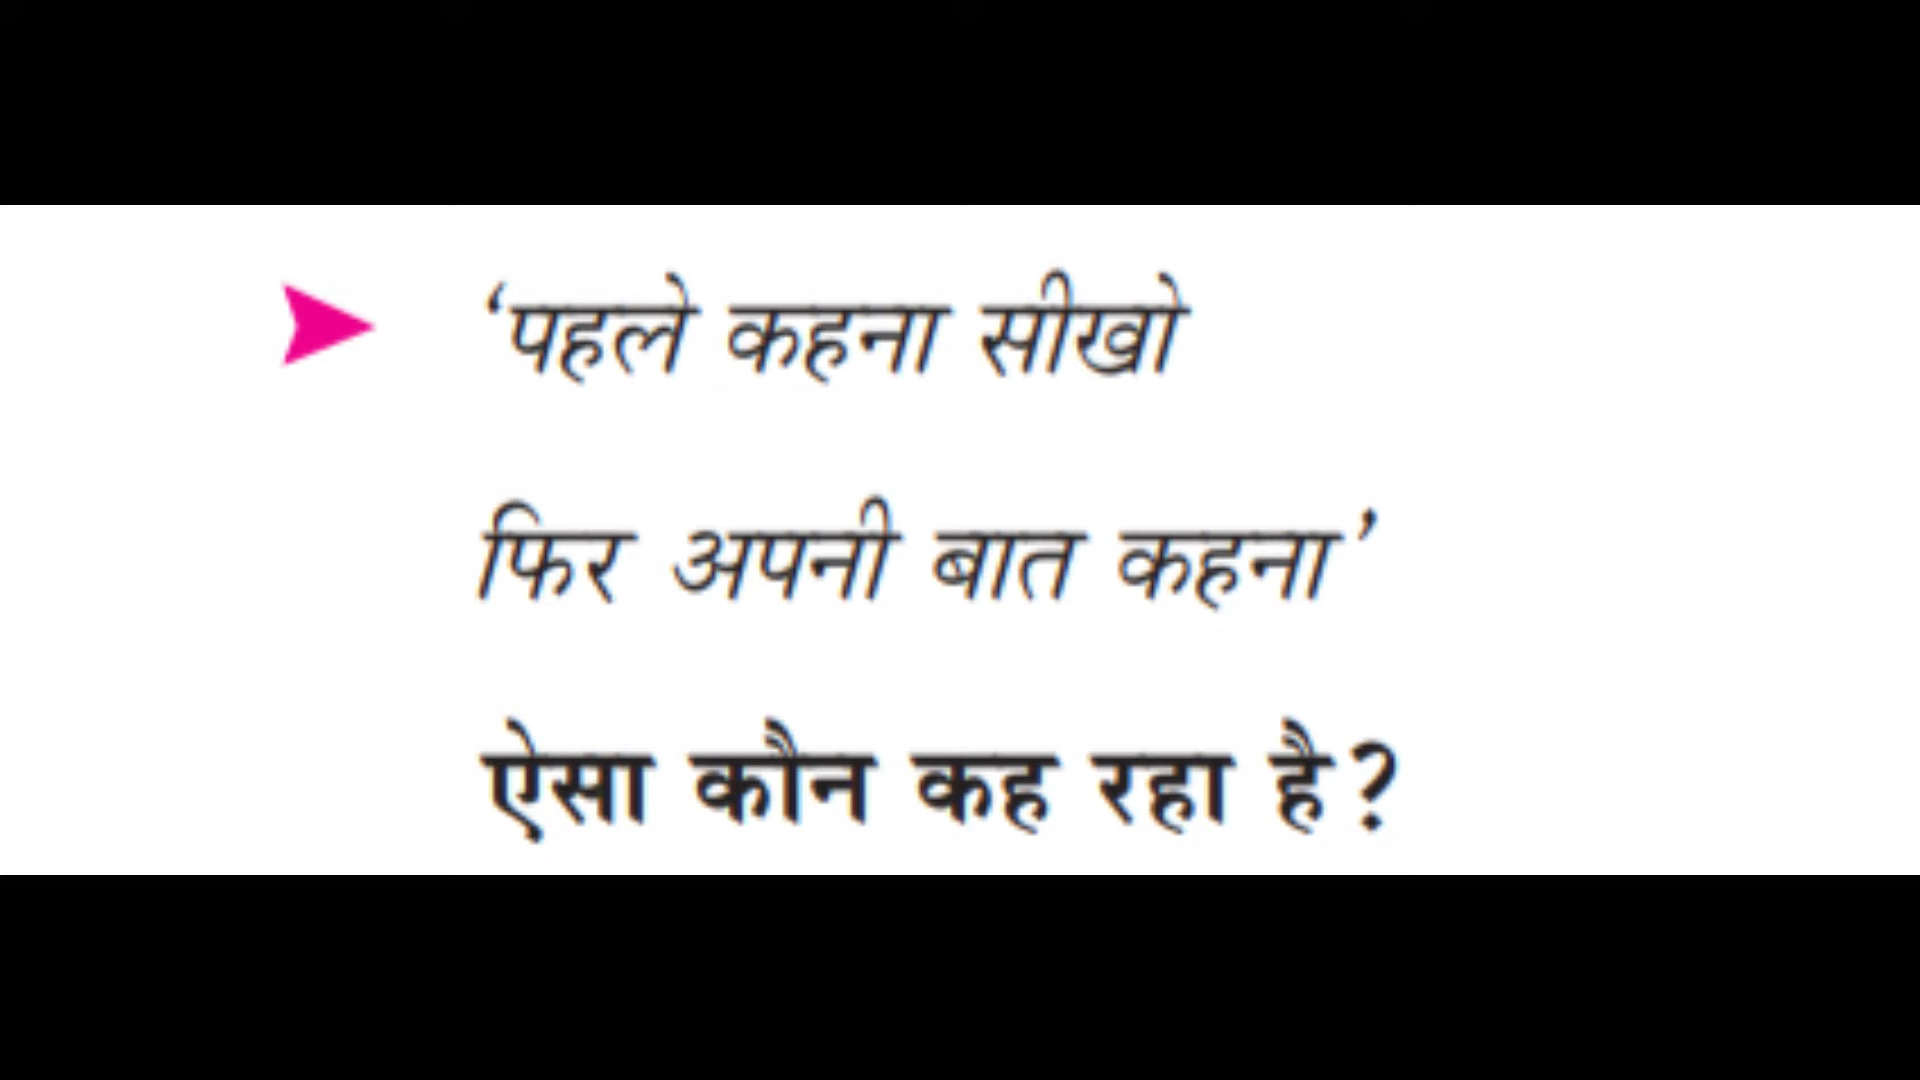 ‘पहले कहना सीखो
फिर अपनी बात कहना’
ऐसा कौन कह रहा है?